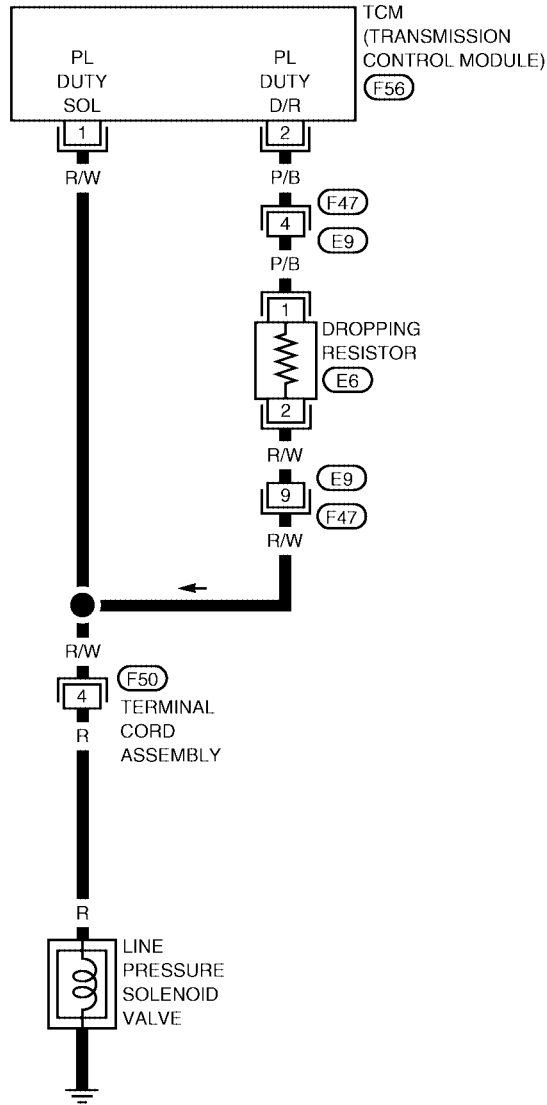 TCM
(TRANSMISSION
CONTROL MODULE)
F56
PL
DUTY
SOL
PL
DUTY
D/R
1
2
R/W
P/B
F47
4
E9
P/B
1
DROPPING
RESISTOR
E6
2
R/W
E9
9
F47
R/W
R/W
F50
4
TERMINAL
CORD
ASSEMBLY
R
R
LINE
PRESSURE
SOLENOID
VALVE